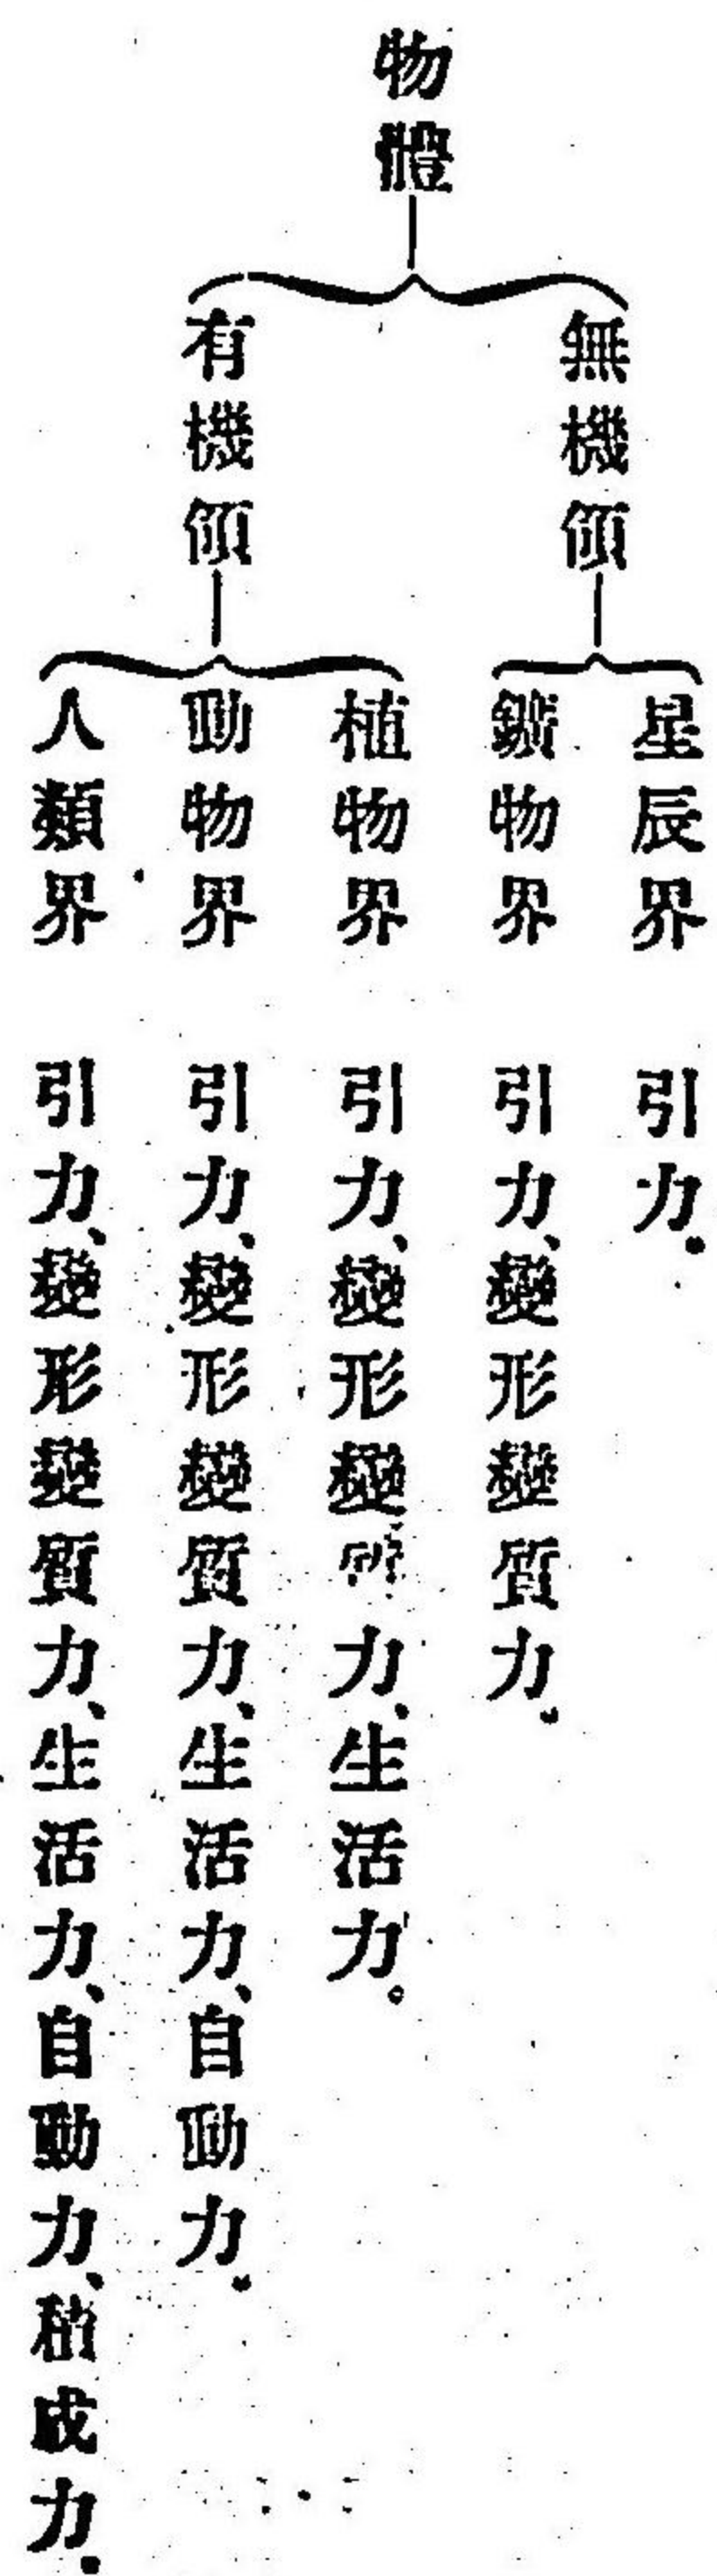 物體
無機領
有機領
星辰界 引力。
鑛物界 引力、變形變質力。
植物界 引力、變形變力、生活力。
動物界 引力、變形變質力、生活力、自動力。
人類界 引力、變形變質力、生活力、自動力、積成力。